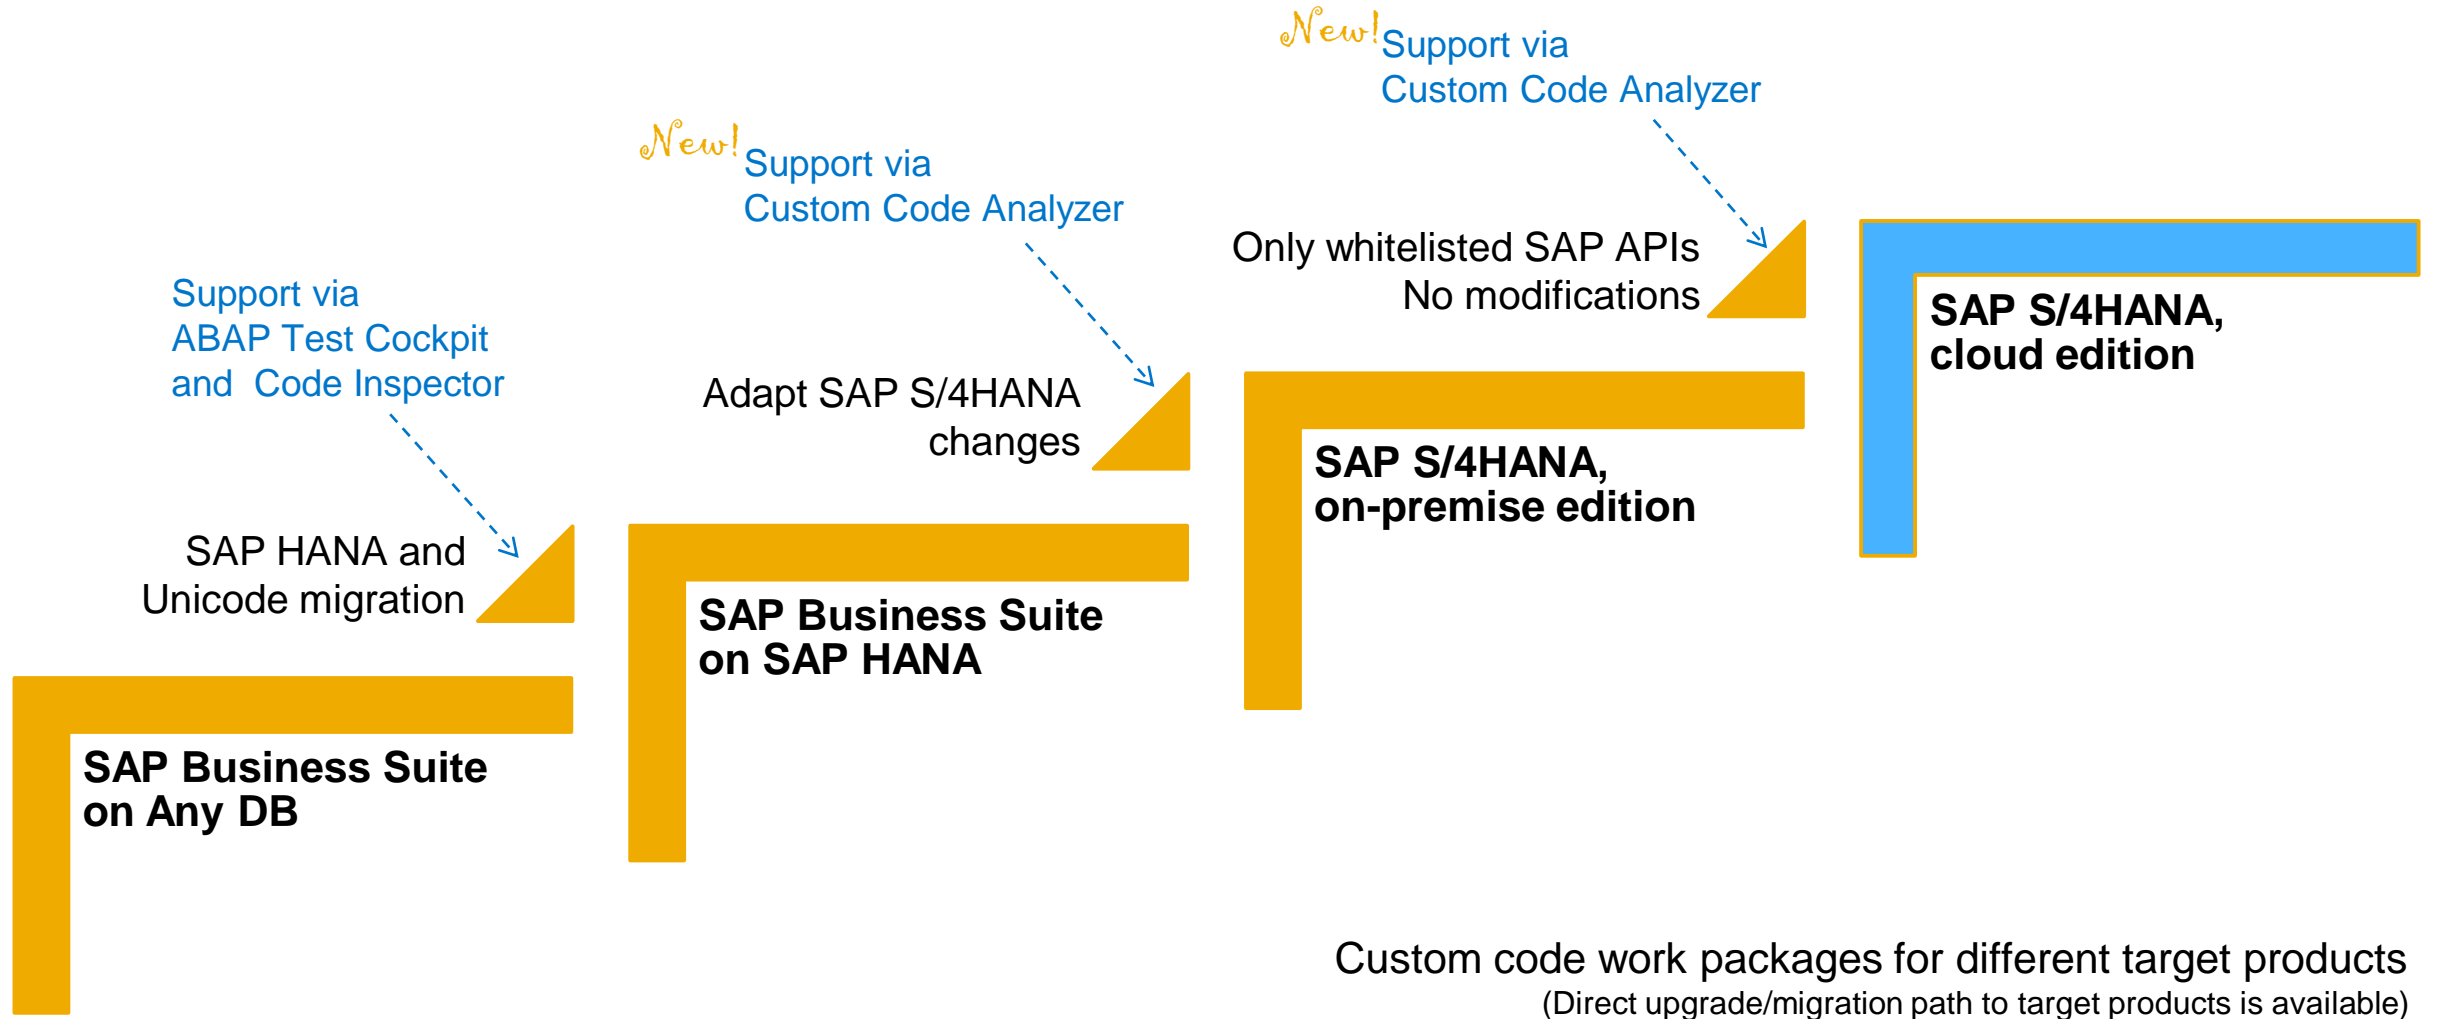 New!
Support via
Custom Code Analyzer
New!
Support via
Custom Code Analyzer
Only whitelisted SAP APIs
No modifications
SAP S/4HANA,
cloud edition
Support via
ABAP Test Cockpit
and  Code Inspector
Adapt SAP S/4HANA
changes
SAP S/4HANA,
on-premise edition
SAP HANA and
Unicode migration
SAP Business Suite
on SAP HANA
SAP Business Suite
on Any DB
Custom code work packages for different target products
(Direct upgrade/migration path to target products is available)